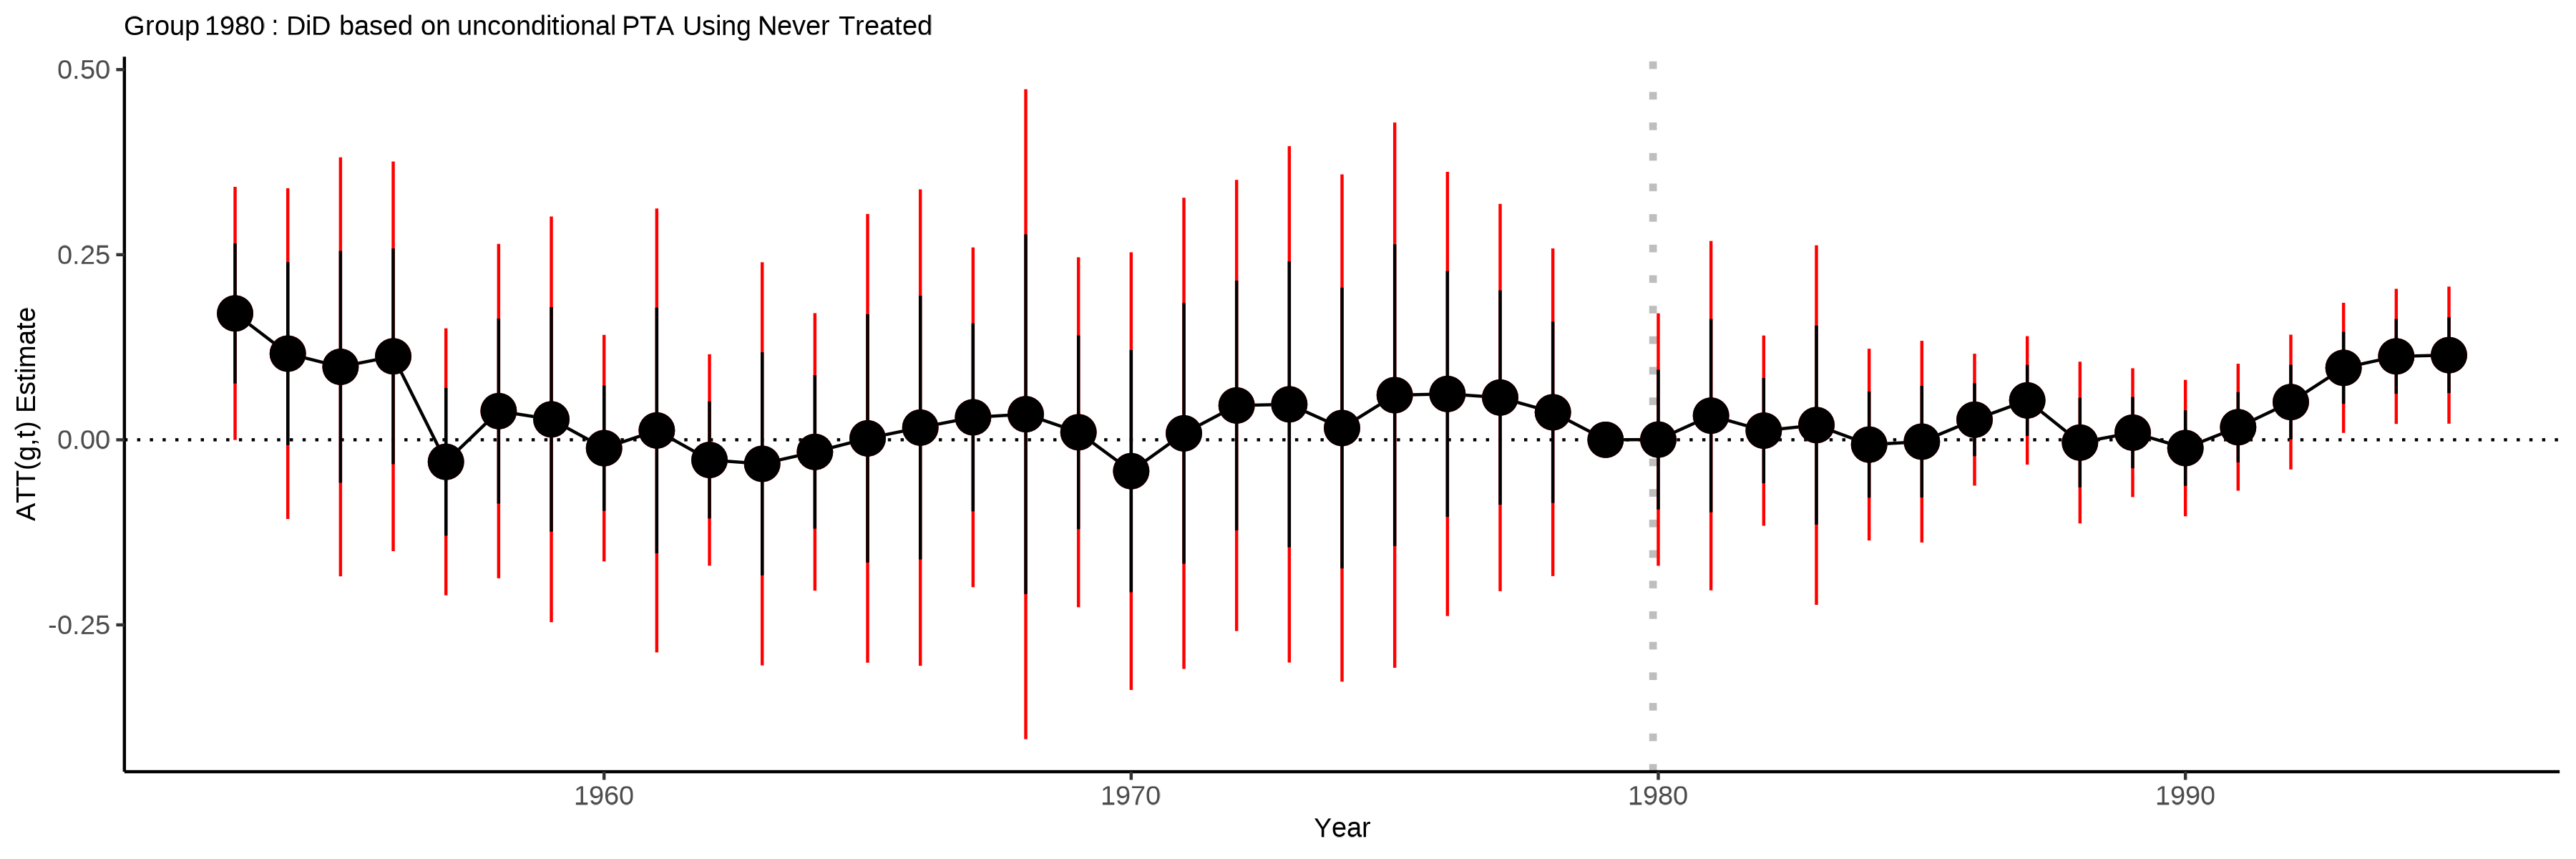 Group 1980 : DiD based on unconditional PTA Using Never Treated
0.50
0.25
0.00
-0.25
ATT(g,t) Estimate
1960 1970 1980 1990
Year